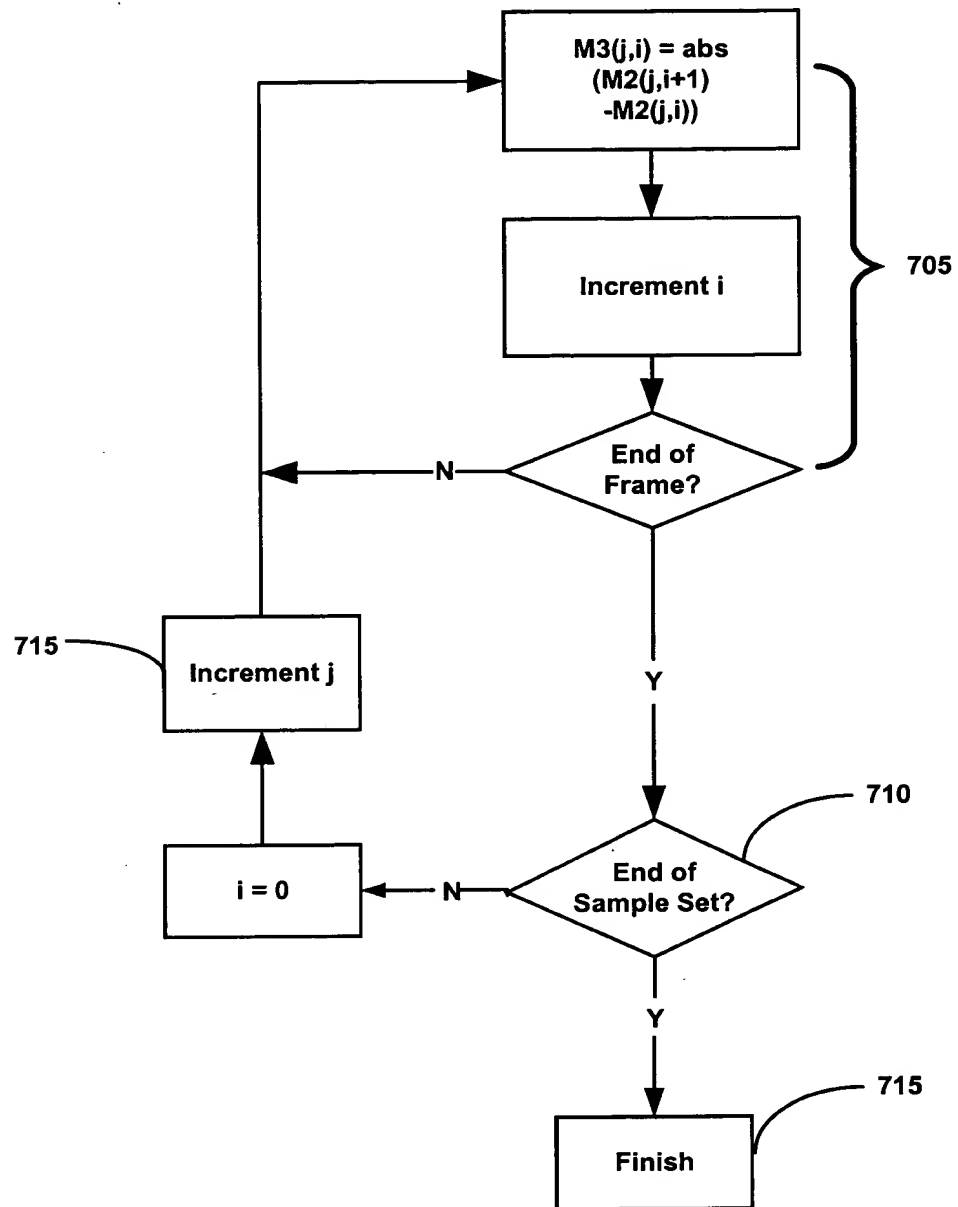 M3(j,i) = abs
(M2(j,i+1)
-M2(j,i))
705
Increment i
End of
Frame?
N
715
Increment j
Y
710
End of
Sample Set?
N
i = 0
Y
715
Finish